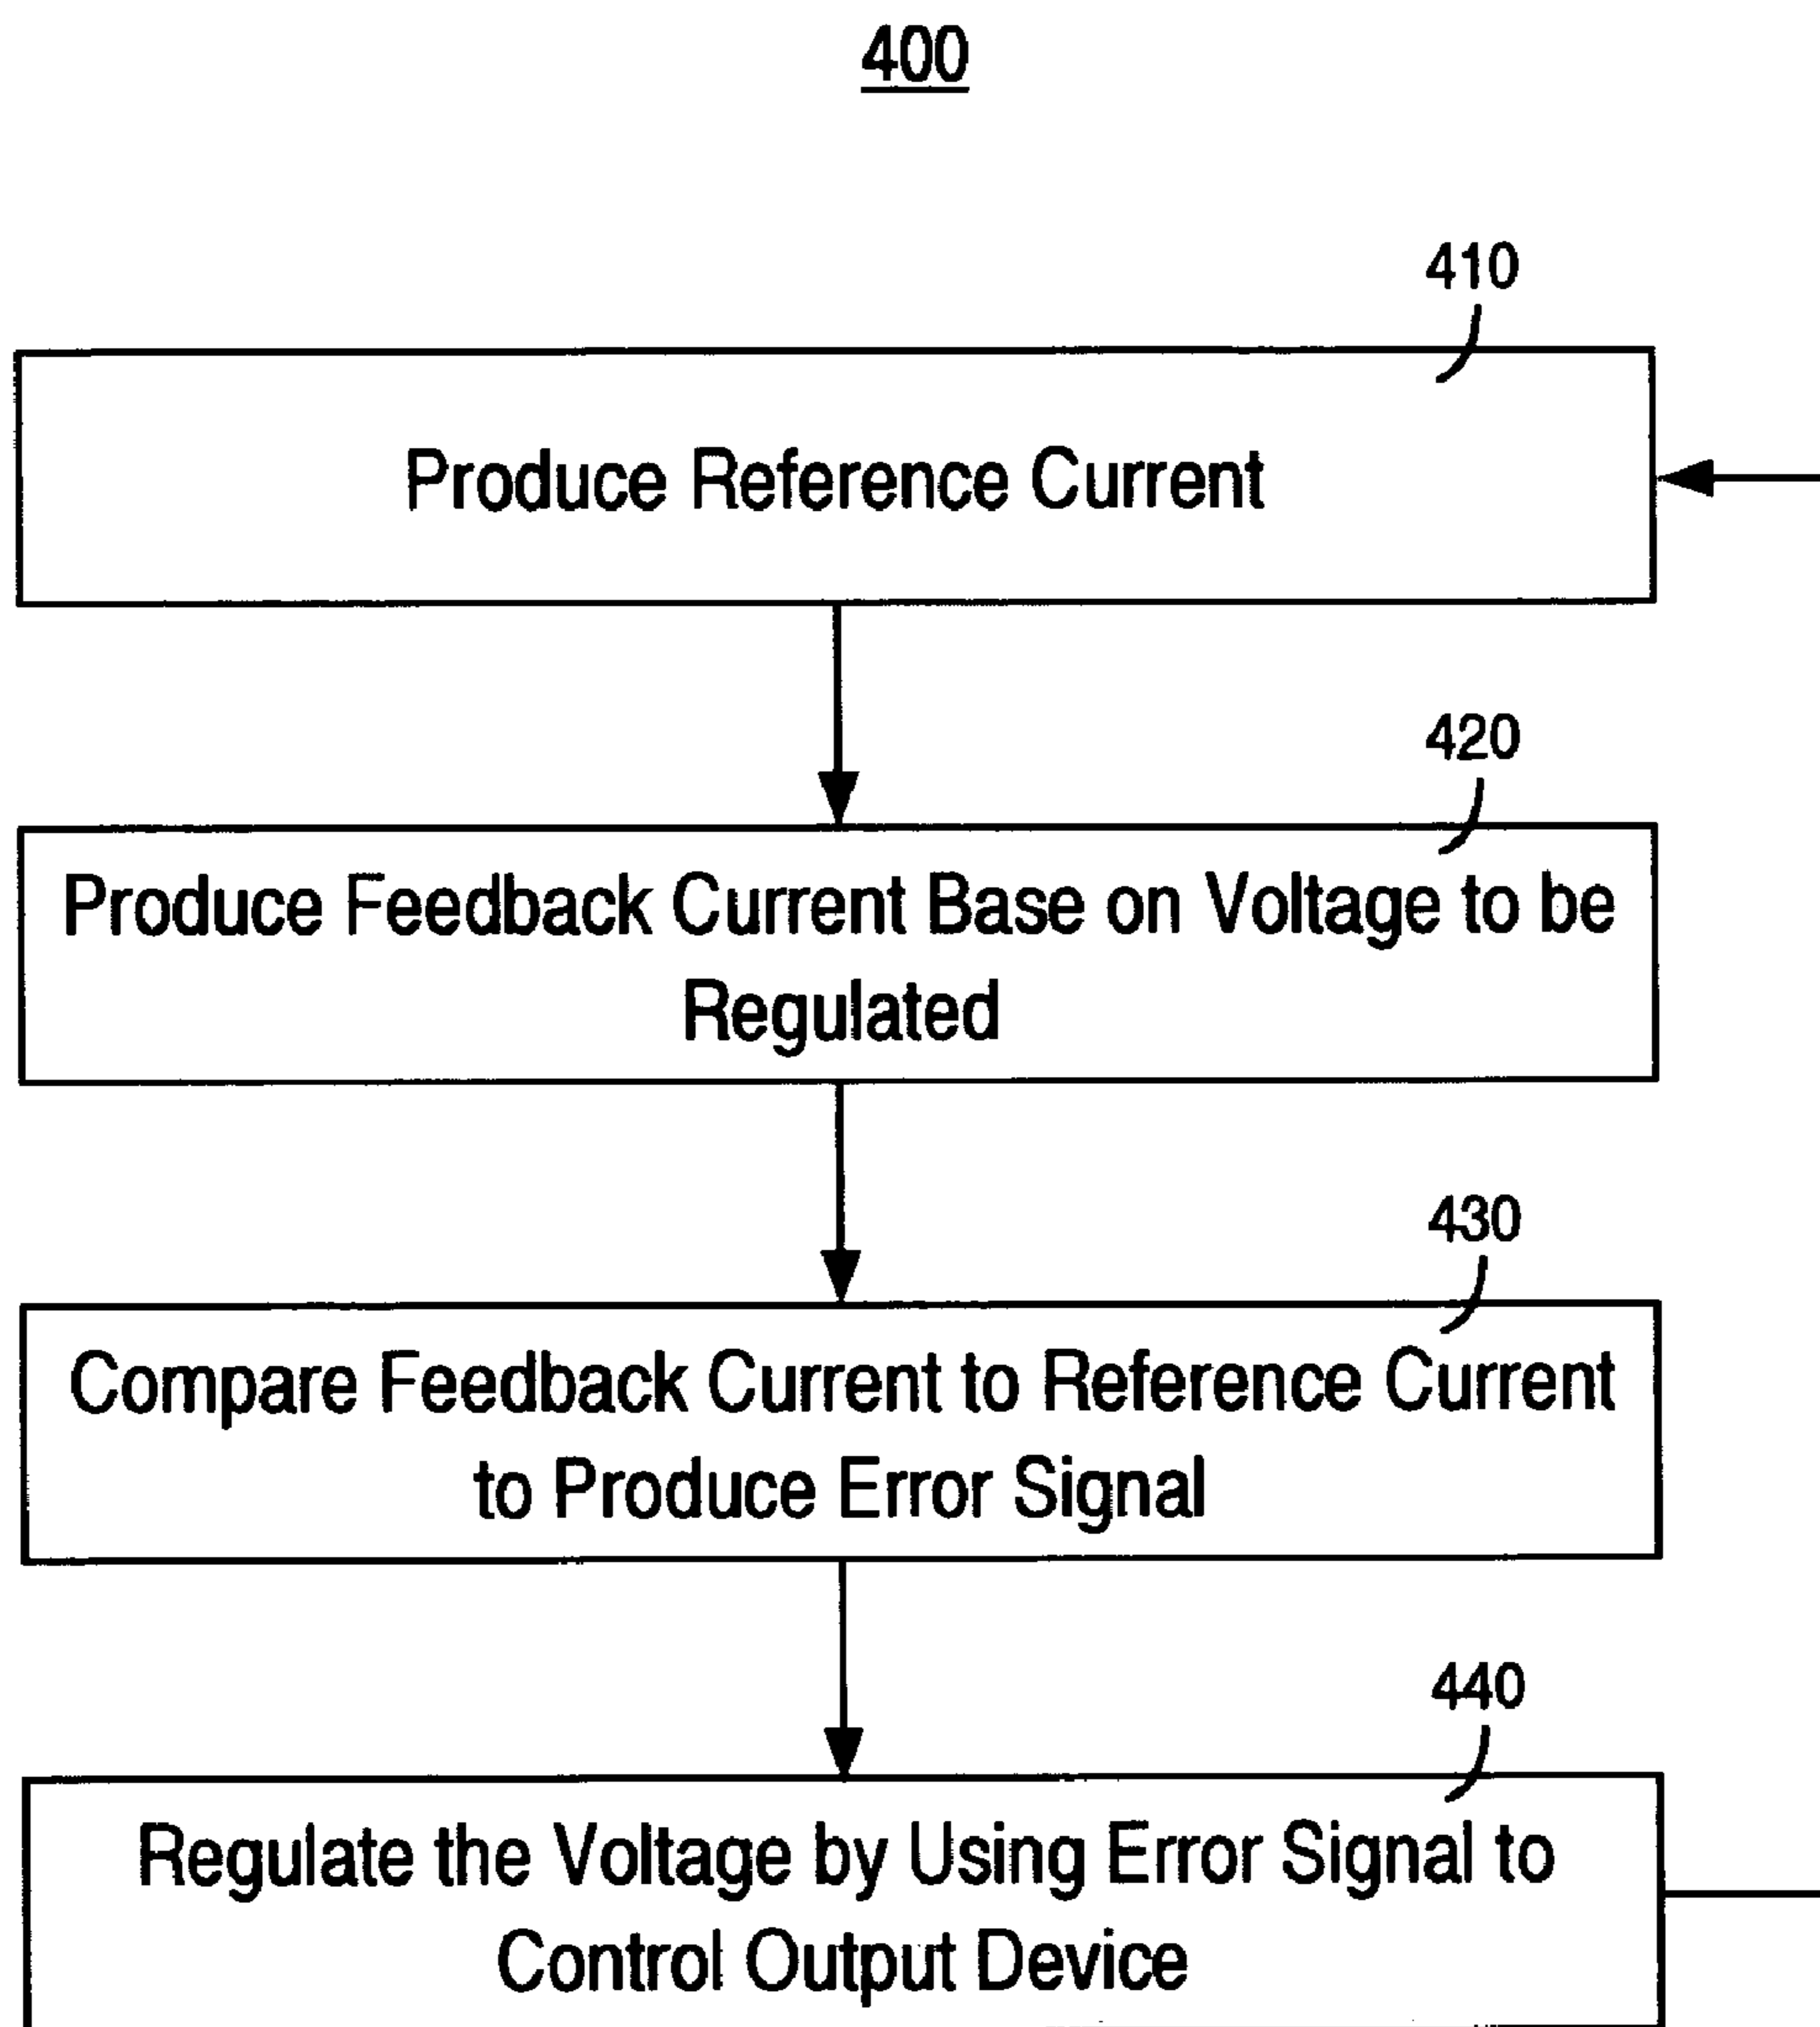 400
410
Produce Reference Current
420
Produce Feedback Current Base on Voltage to be
Regulated
430
Compare Feedback Current to Reference Current
to Produce Error Signal
440
Regulate the Voltage by Using Error Signal to
Control Output Device